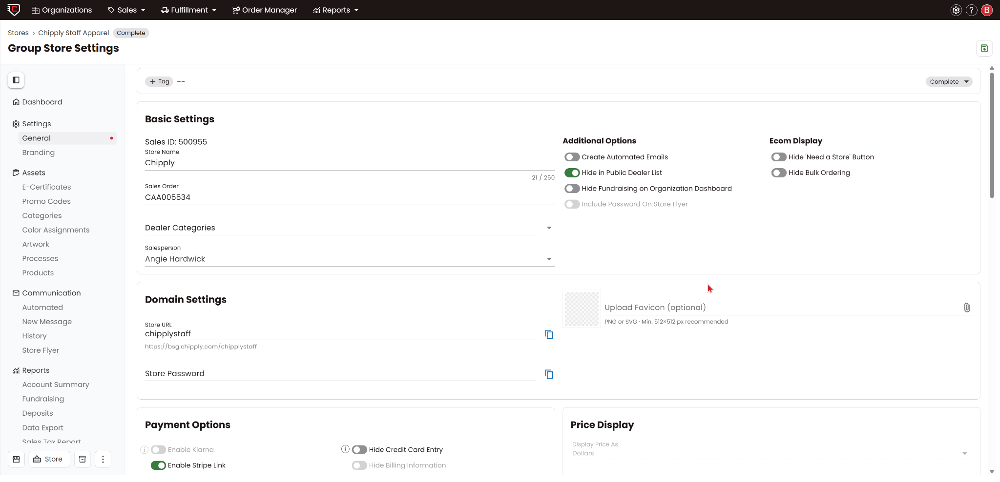 Organizations
Sales
Fulfillment
Order Manager
Reports
?
B
Stores > Chipply Staff Apparel Complete
Group Store Settings
+ Tag --
Complete
Dashboard
Settings
General
Branding
Assets
E-Certificates
Promo Codes
Categories
Color Assignments
Artwork
Processes
Products
Communication
Automated
New Message
History
Store Flyer
Reports
Account Summary
Fundraising
Deposits
Data Export
Sales Tax Report
Store
Basic Settings
Sales ID: 500955
Store Name
Chipply
21 / 250
Sales Order
CAA005534
Dealer Categories
Salesperson
Angie Hardwick
Additional Options
Create Automated Emails
Hide in Public Dealer List
Hide Fundraising on Organization Dashboard
Include Password On Store Flyer
Ecom Display
Hide 'Need a Store' Button
Hide Bulk Ordering
Domain Settings
Store URL
chipplystaff
https://bsg.chipply.com/chipplystaff
Store Password
Upload Favicon (optional)
PNG or SVG · Min. 512×512 px recommended
Payment Options
Enable Klarna
Enable Stripe Link
Hide Credit Card Entry
Hide Billing Information
Price Display
Display Price As
Dollars